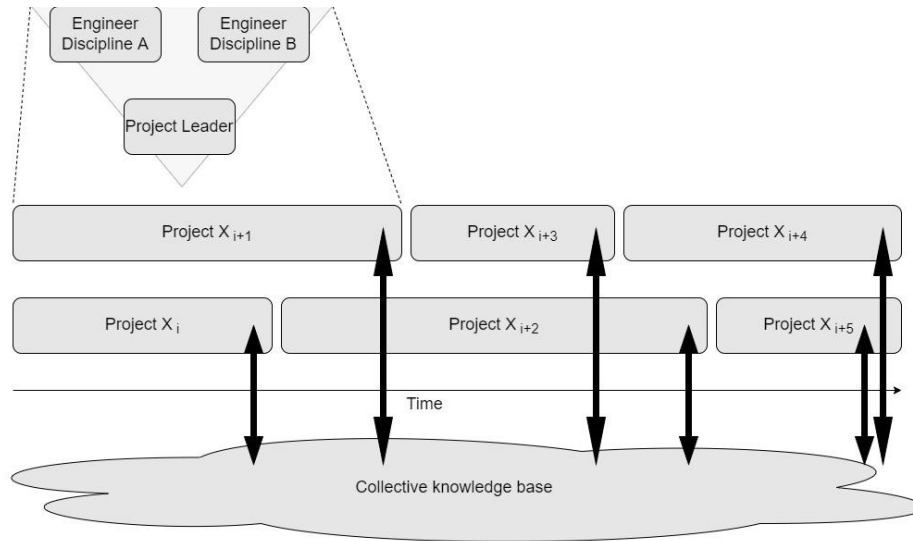 Engineer
Discipline A
Engineer
Discipline B
Project Leader
Project X i+1
Project X i+3
Project X i+4
Project X i
Project X i+2
Project X i+5
Time
Collective knowledge base